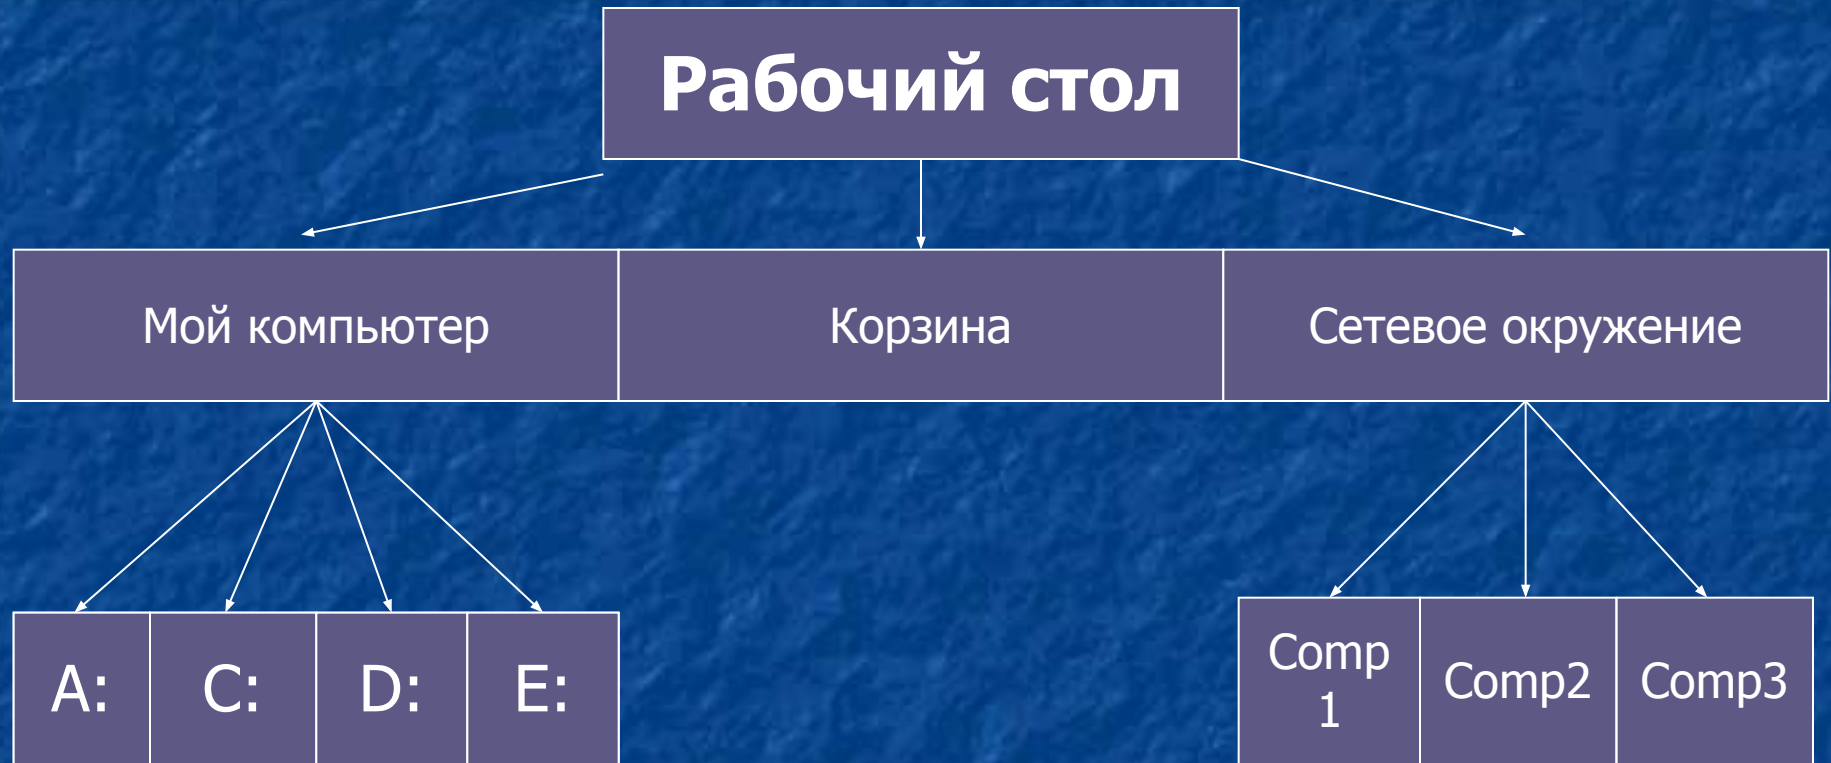 Рабочий стол
Мой компьютер
Корзина
Сетевое окружение
A:
C:
D:
E:
Comp
1
Comp2
Comp3